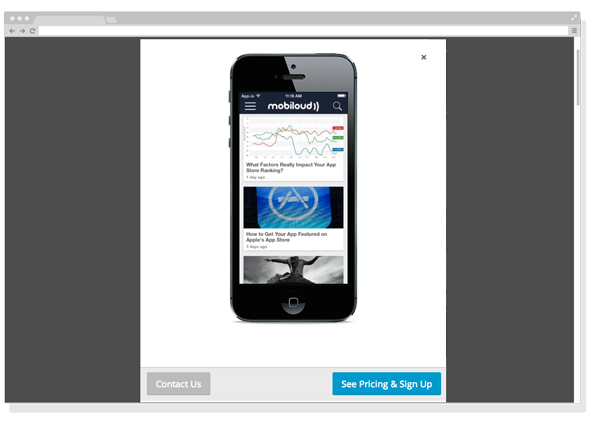 App.io 11:18 AM
mobiloud
What Factors Really Impact Your App
Store Ranking?
1 day ago
How to Get Your App Featured on
Apple's App Store
3 days ago
Contact Us
See Pricing & Sign Up